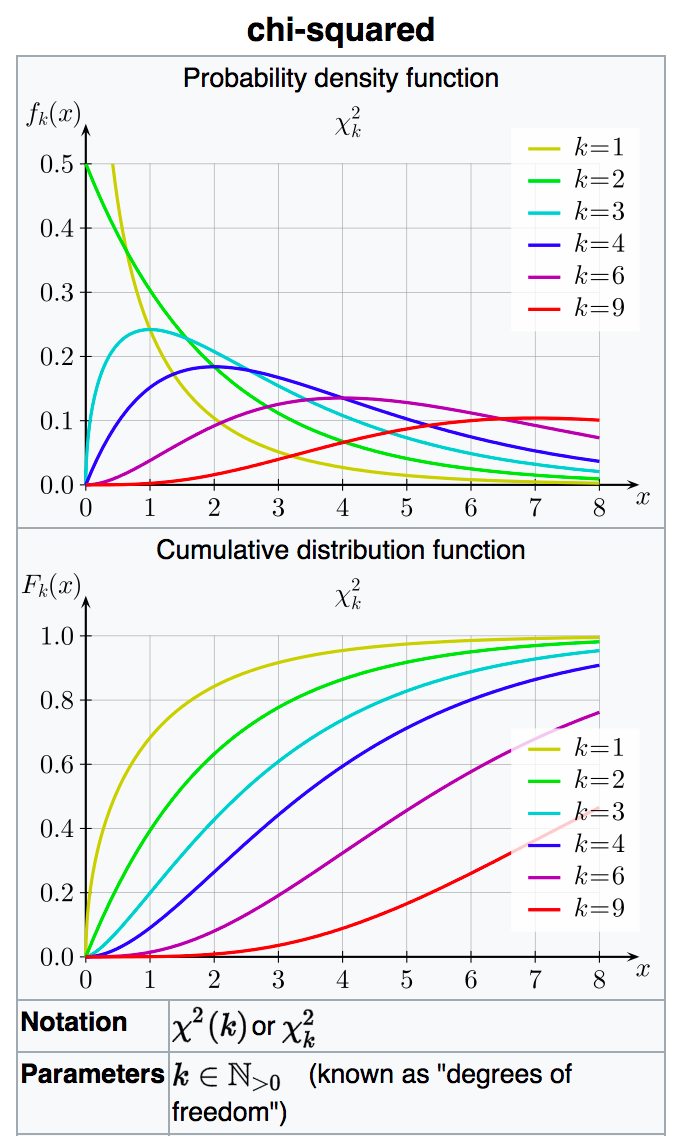 chi-squared
Probability density function
fₖ(x)
χ²ₖ
0.5
0.4
0.3
0.2
0.1
0.0
k=1
k=2
k=3
k=4
k=6
k=9
0 1 2 3 4 5 6 7 8 x
Cumulative distribution function
Fₖ(x)
χ²ₖ
1.0
0.8
0.6
0.4
0.2
0.0
k=1
k=2
k=3
k=4
k=6
k=9
0 1 2 3 4 5 6 7 8 x
Notation χ²(k) or χ²ₖ
Parameters k ∈ ℕ>0 (known as "degrees of
freedom")